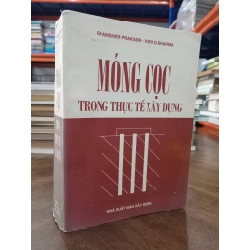 SHAMSHER PRAKASH - HARI D.SHARMA
MÓNG CỌC
TRONG THỰC TẾ XÂY DỰNG
NHÀ XUẤT BẢN XÂY DỰNG